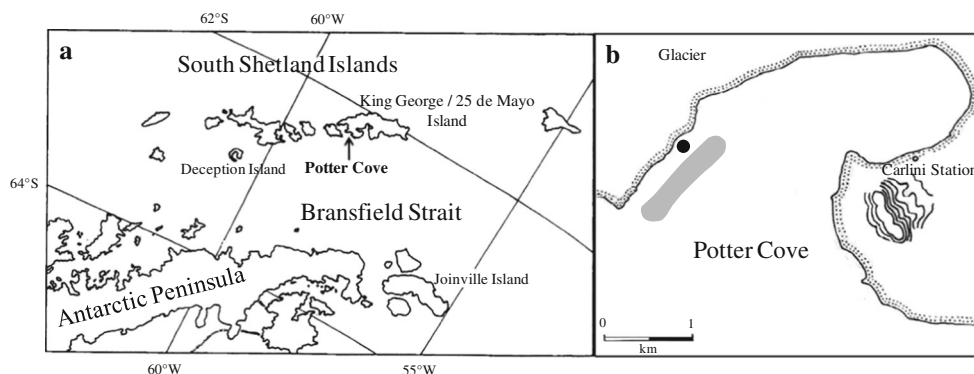 62°S
60°W
a
South Shetland Islands
King George / 25 de Mayo
Island
Deception Island
Potter Cove
64°S
Bransfield Strait
Antarctic Peninsula
Joinville Island
60°W
55°W
b
Glacier
Carlini Station
Potter Cove
0
1
km